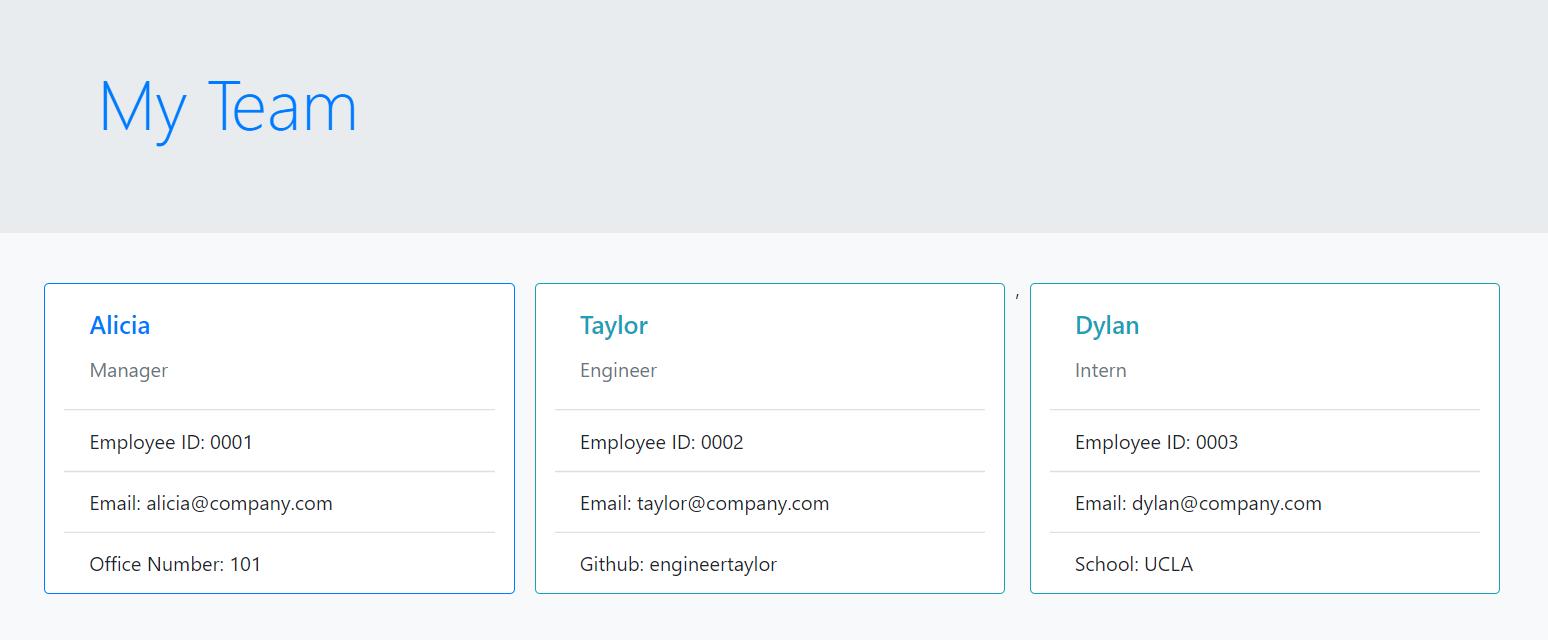 My Team
Alicia
Manager
Employee ID: 0001
Email: alicia@company.com
Office Number: 101
Taylor
Engineer
Employee ID: 0002
Email: taylor@company.com
Github: engineertaylor
,
Dylan
Intern
Employee ID: 0003
Email: dylan@company.com
School: UCLA